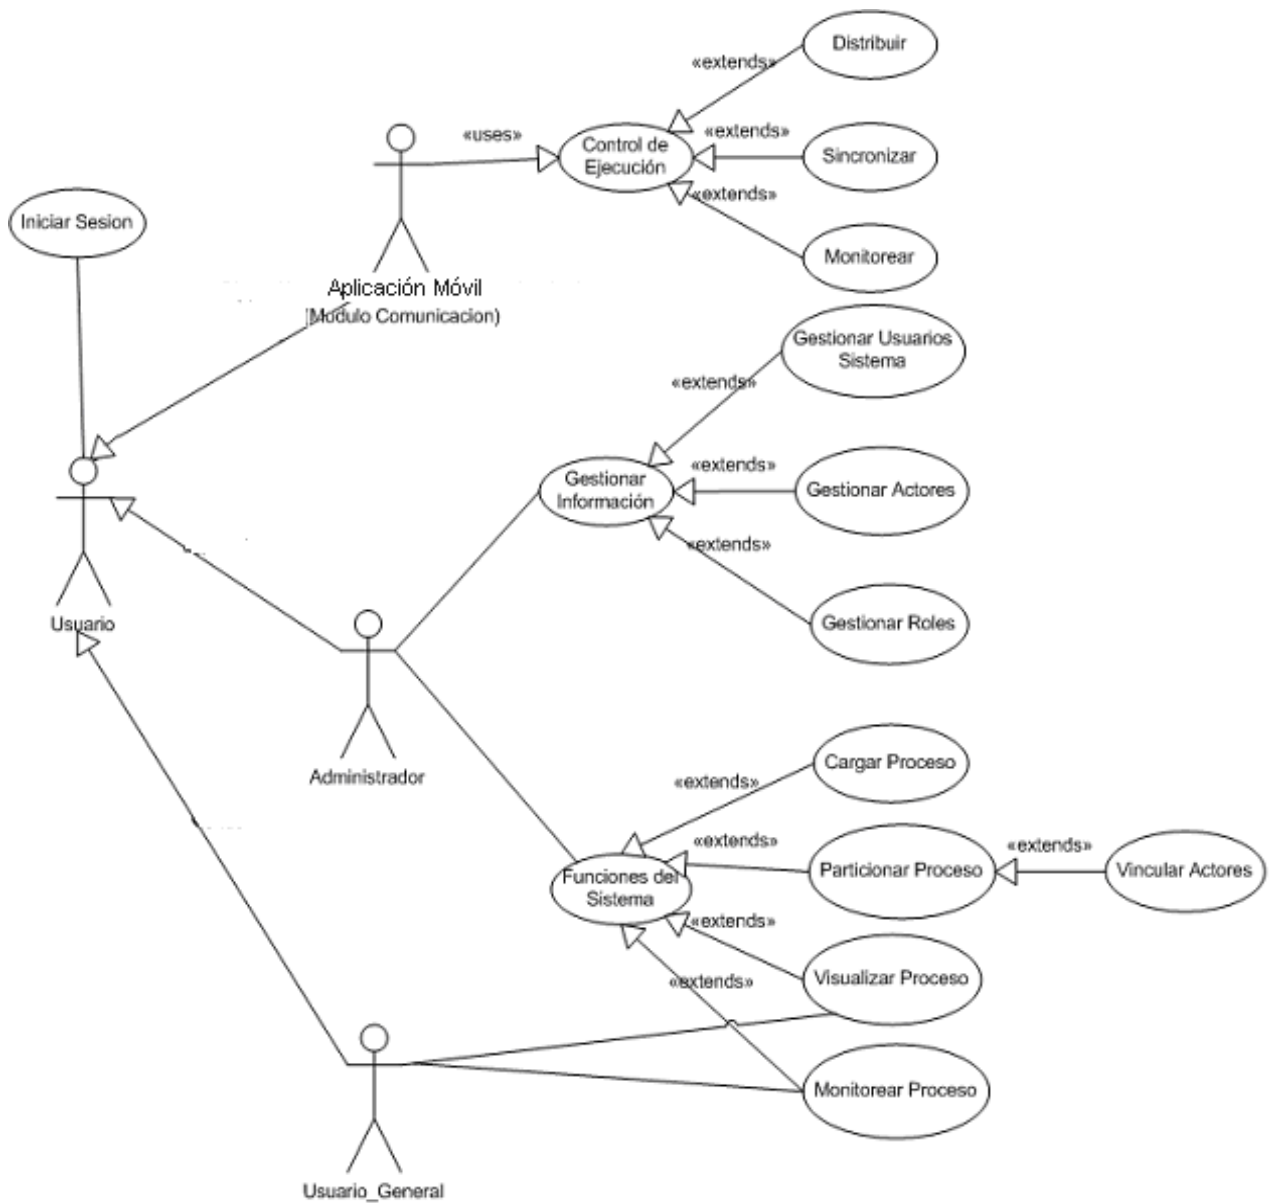 Distribuir
«extends»
«uses»
Control de
Ejecución
«extends»
Sincronizar
«extends»
Monitorear
Iniciar Sesion
Aplicación Móvil
(Modulo Comunicacion)
Gestionar Usuarios
Sistema
«extends»
Gestionar
Información
«extends»
Gestionar Actores
«extends»
Gestionar Roles
Usuario
Administrador
Cargar Proceso
«extends»
Funciones del
Sistema
«extends»
Particionar Proceso
«extends»
Vincular Actores
«extends»
Visualizar Proceso
«extends»
Monitorear Proceso
Usuario_General